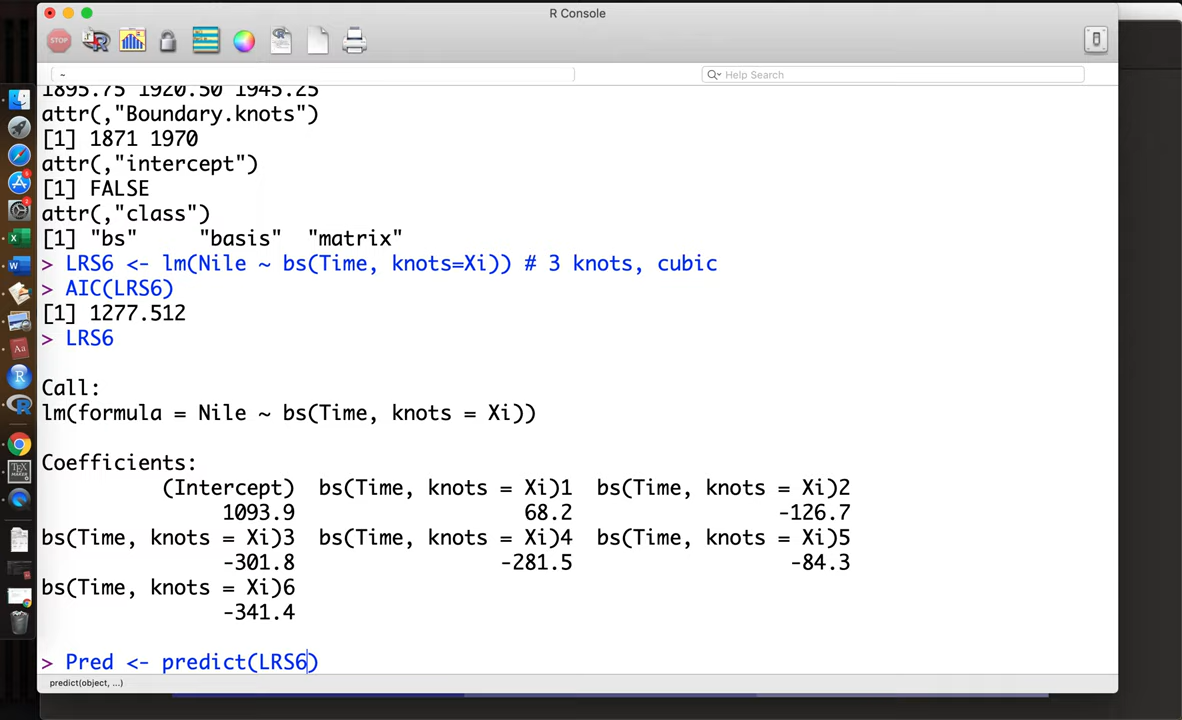 R Console
STOP
~
Help Search
1895.75 1920.50 1945.25
attr(,"Boundary.knots")
[1] 1871 1970
attr(,"intercept")
[1] FALSE
attr(,"class")
[1] "bs"     "basis"  "matrix"
> LRS6 <- lm(Nile ~ bs(Time, knots=Xi)) # 3 knots, cubic
> AIC(LRS6)
[1] 1277.512
> LRS6
Call:
lm(formula = Nile ~ bs(Time, knots = Xi))
Coefficients:
(Intercept)  bs(Time, knots = Xi)1  bs(Time, knots = Xi)2
1093.9                   68.2                 -126.7
bs(Time, knots = Xi)3  bs(Time, knots = Xi)4  bs(Time, knots = Xi)5
-301.8                 -281.5                  -84.3
bs(Time, knots = Xi)6
-341.4
> Pred <- predict(LRS6)
predict(object, ...)